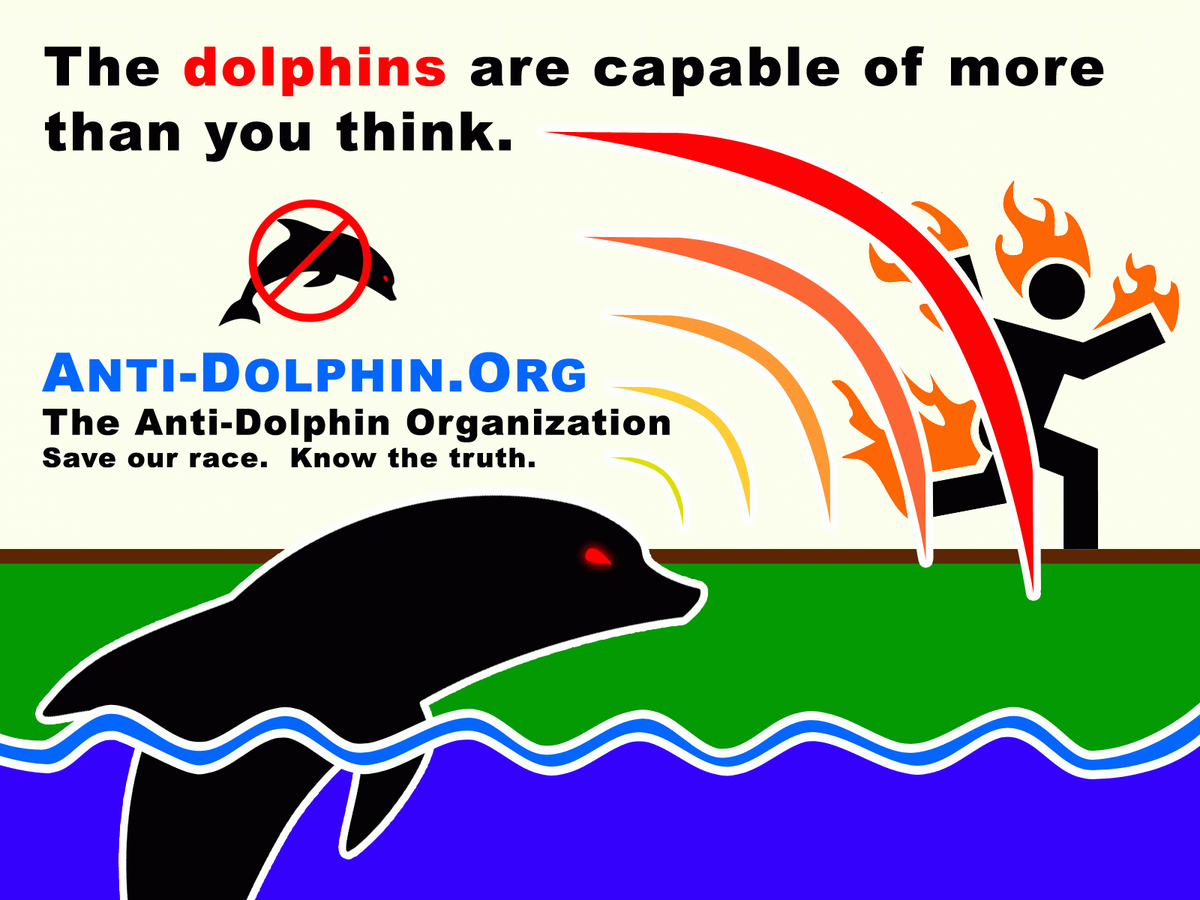 The dolphins are capable of more
than you think.
ANTI-DOLPHIN.ORG
The Anti-Dolphin Organization
Save our race. Know the truth.